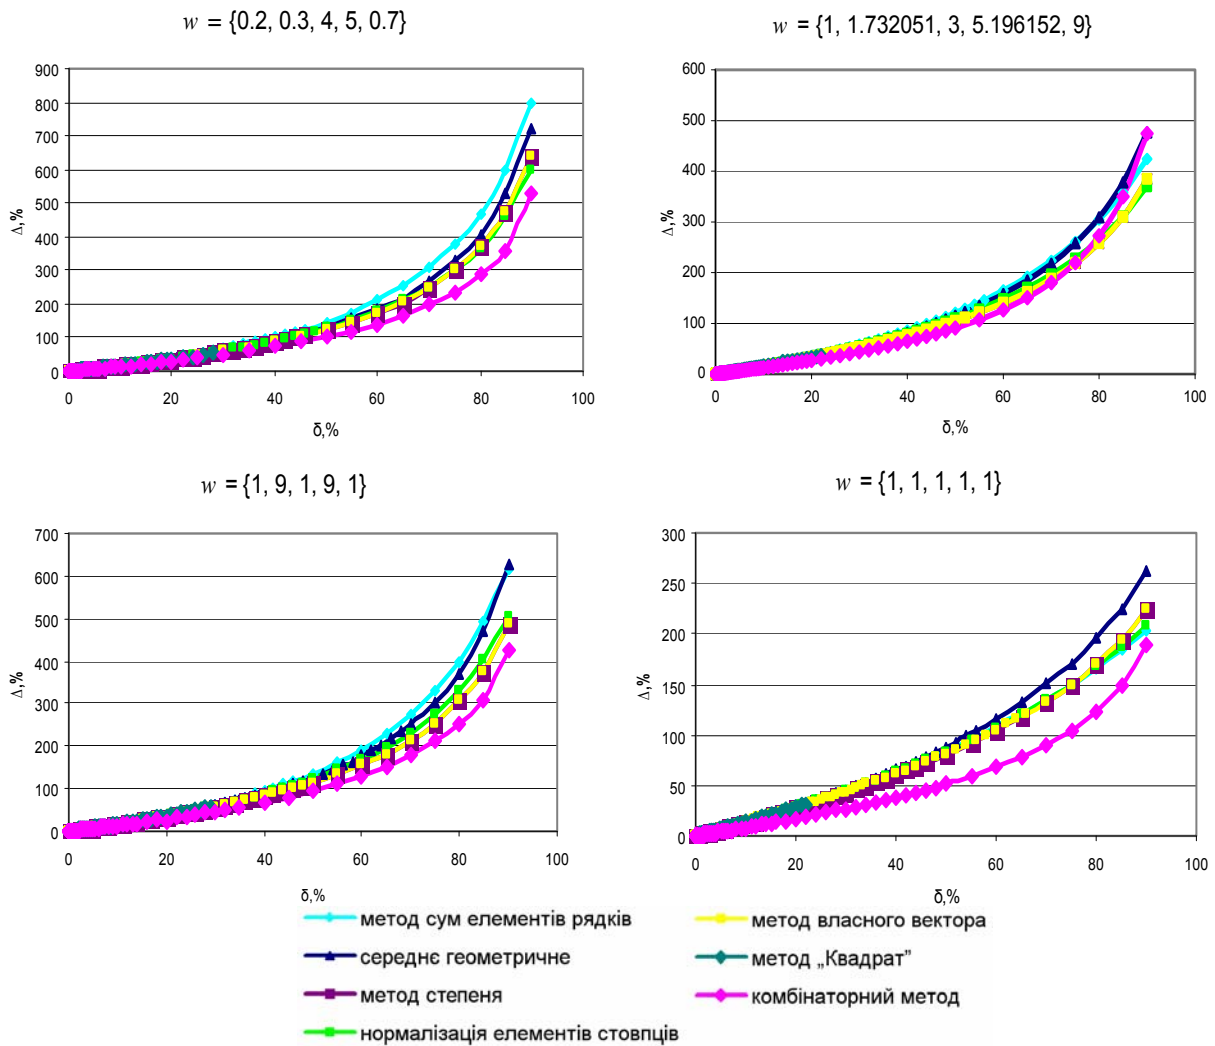 w = {0.2, 0.3, 4, 5, 0.7}
900
800
700
600
500
400
300
200
100
0
Δ,%
0 20 40 60 80 100
δ,%
w = {1, 1.732051, 3, 5.196152, 9}
600
500
400
300
200
100
0
Δ,%
0 20 40 60 80 100
δ,%
w = {1, 9, 1, 9, 1}
700
600
500
400
300
200
100
0
Δ,%
0 20 40 60 80 100
δ,%
w = {1, 1, 1, 1, 1}
300
250
200
150
100
50
0
Δ,%
0 20 40 60 80 100
δ,%
метод сум елементів рядків
середнє геометричне
метод степеня
нормалізація елементів стовпців
метод власного вектора
метод „Квадрат”
комбінаторний метод